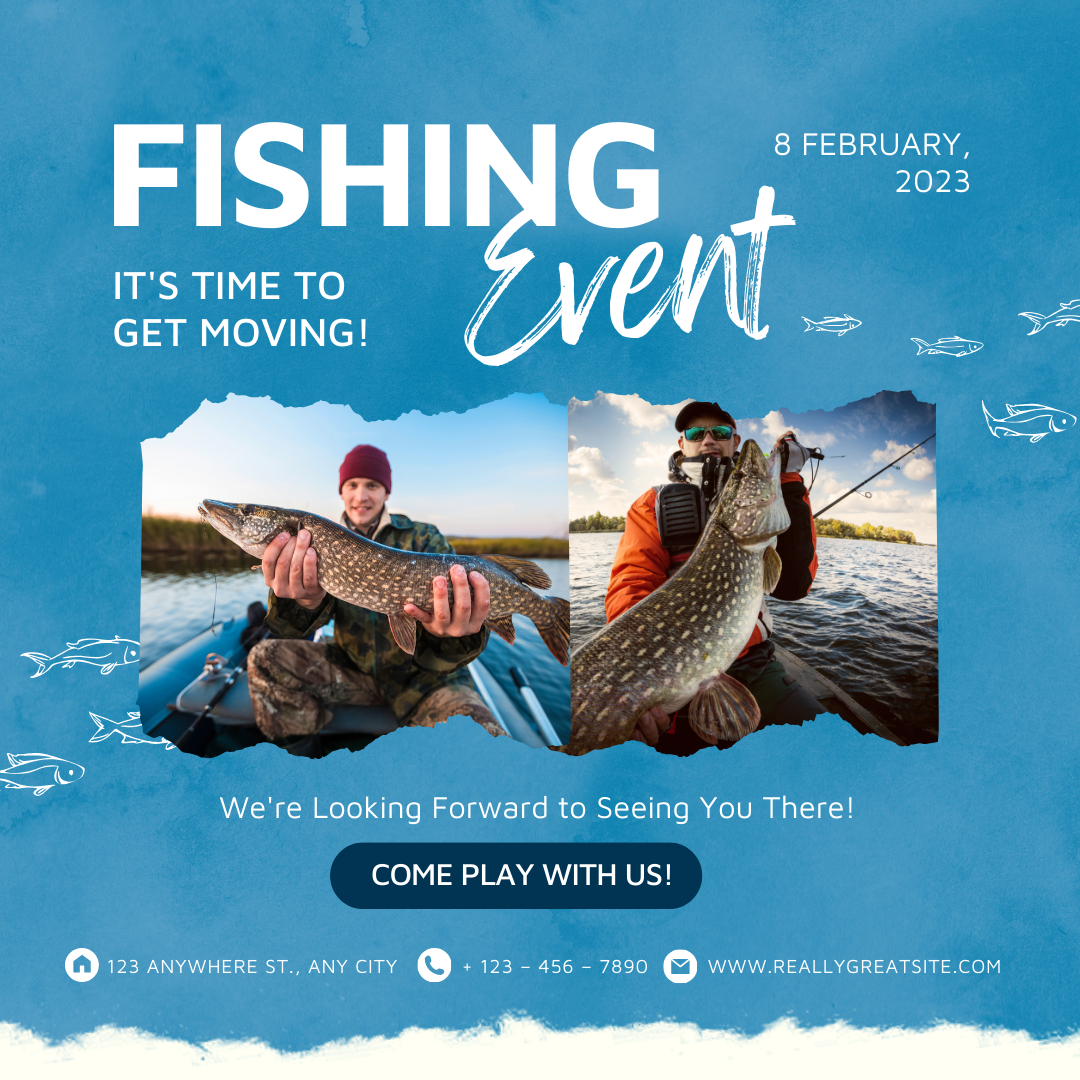 FISHING
Event
8 FEBRUARY,
2023
IT'S TIME TO
GET MOVING!
We're Looking Forward to Seeing You There!
COME PLAY WITH US!
123 ANYWHERE ST., ANY CITY
+ 123 – 456 – 7890
WWW.REALLYGREATSITE.COM